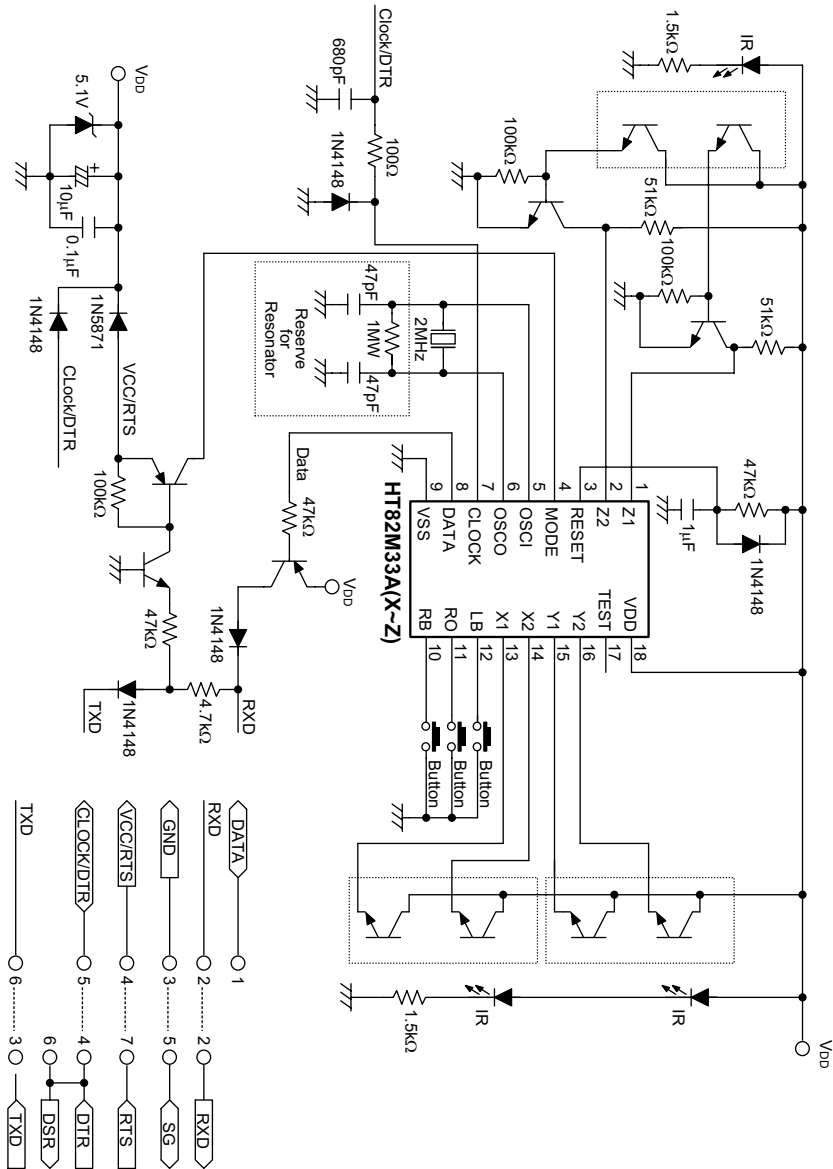 VDD
IR
1.5kΩ
100kΩ
51kΩ
100kΩ
51kΩ
47kΩ
1µF
1N4148
Clock/DTR
680pF
100Ω
1N4148
VDD
5.1V
10µF
+
0.1µF
1N4148
1N5871
CLock/DTR
VCC/RTS
100kΩ
47pF
1MW
2MHz
47pF
Reserve
for
Resonator
Data
47kΩ
VDD
1N4148
47kΩ
4.7kΩ
RXD
1N4148
TXD
1 Z1
2 Z2
3 RESET
4 MODE
5 OSCI
6 OSCO
7 CLOCK
8 DATA
9 VSS
VDD 18
TEST 17
Y2 16
Y1 15
X2 14
X1 13
LB 12
RO 11
RB 10
HT82M33A(X~Z)
Button
Button
Button
IR
IR
1.5kΩ
DATA 1
RXD 2 2 RXD
GND 3 5 SG
VCC/RTS 4 7 RTS
CLOCK/DTR 5 4 DTR
6 DSR
TXD 6 3 TXD